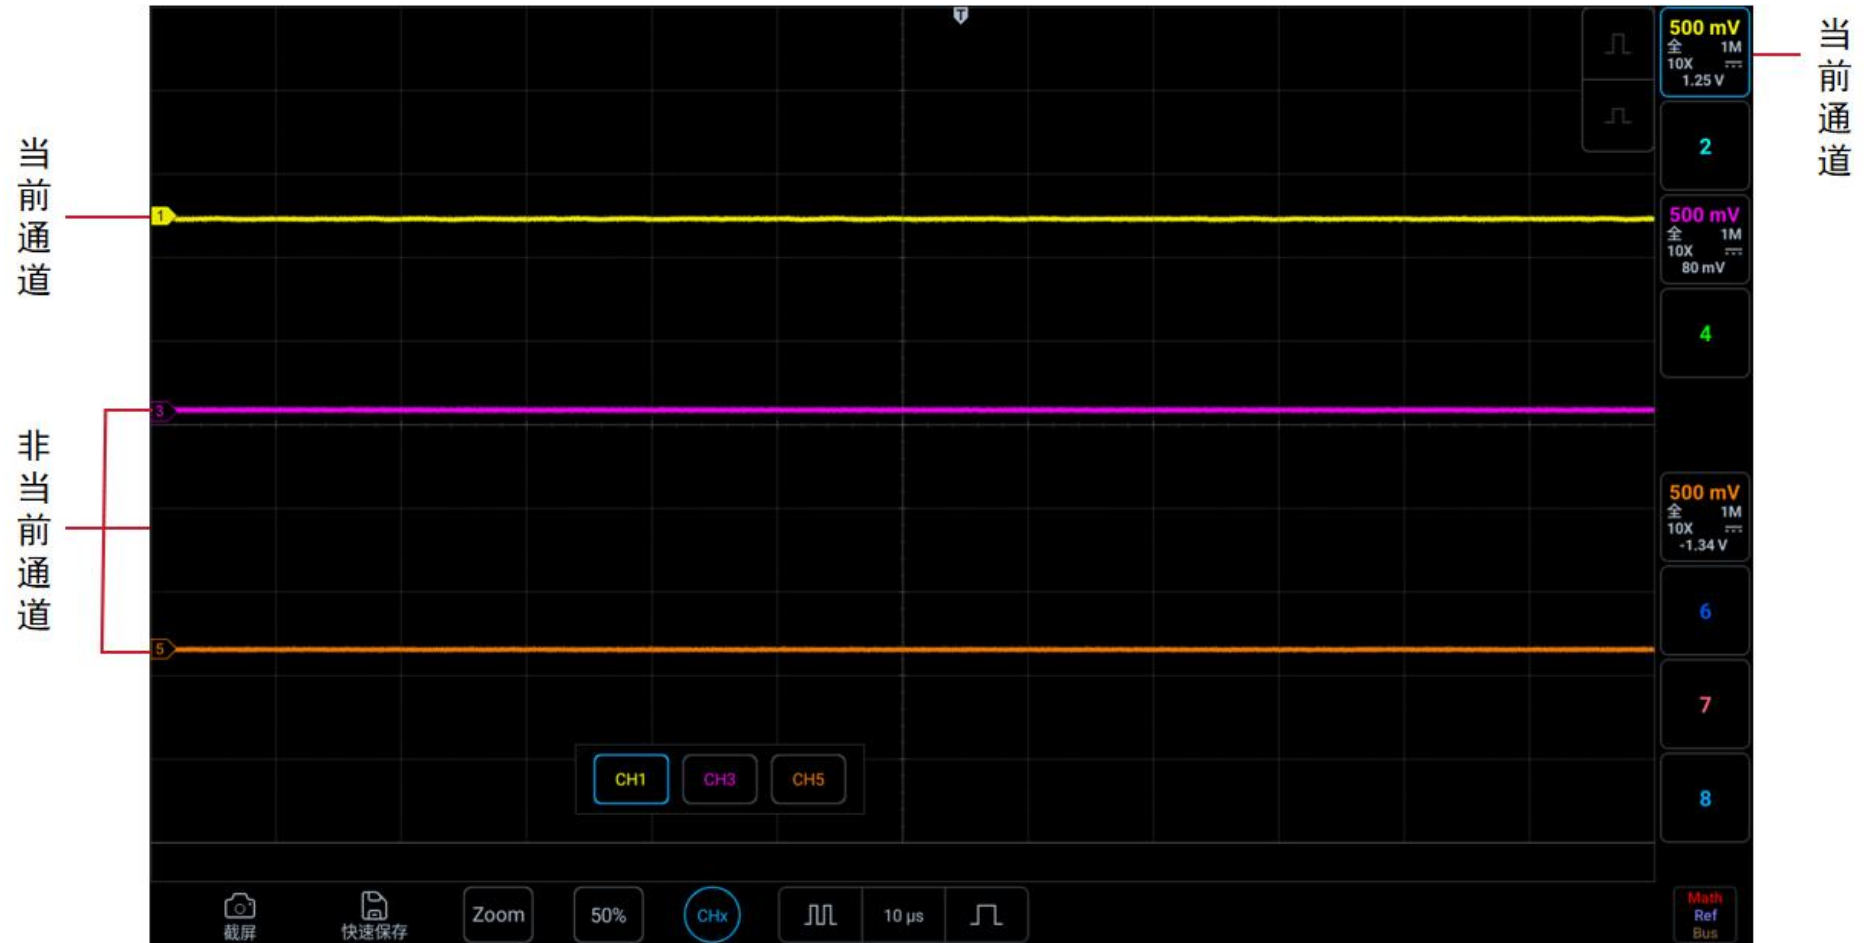 当前通道
非当前通道
T
1
3
5
500 mV
全 1M
10X
1.25 V
2
500 mV
全 1M
10X
80 mV
4
500 mV
全 1M
10X
-1.34 V
6
7
8
当前通道
CH1 CH3 CH5
截屏
快速保存
Zoom
50%
CHx
10 μs
Math
Ref
Bus